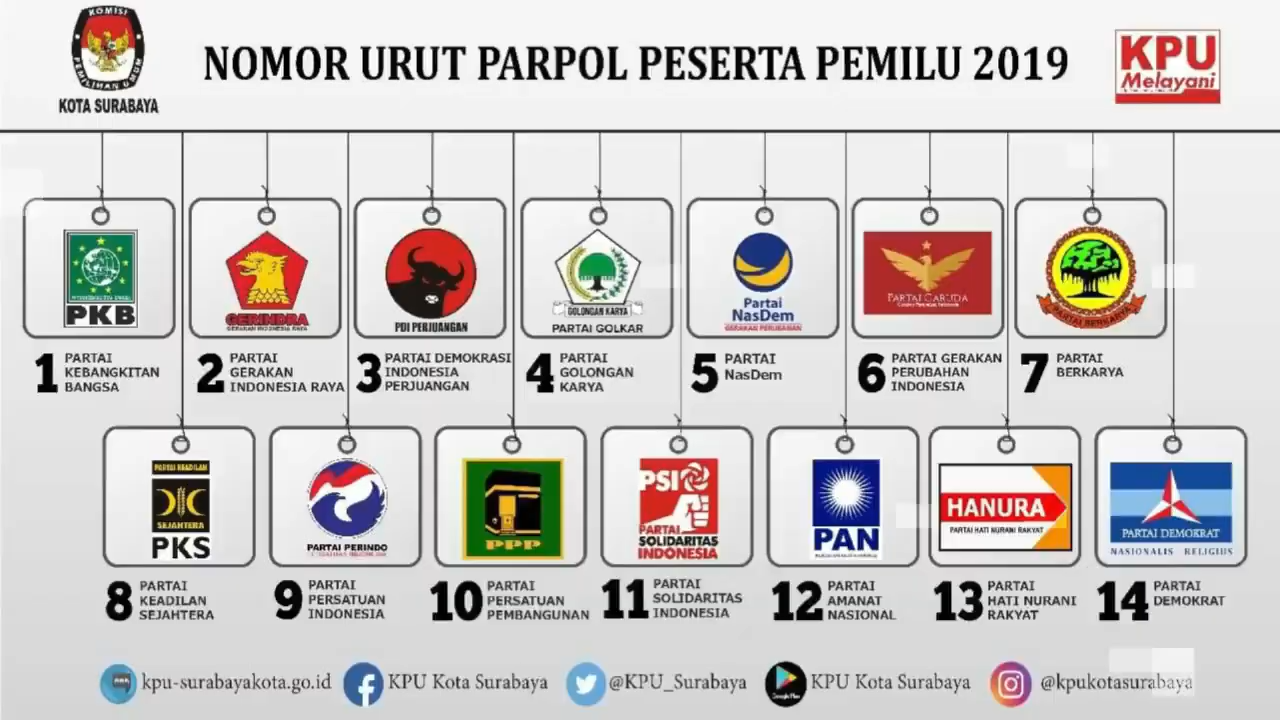 KOMISI
PEMILIHAN UMUM
KOTA SURABAYA
NOMOR URUT PARPOL PESERTA PEMILU 2019
KPU
Melayani
PKB
GERINDRA
GERAKAN INDONESIA RAYA
PDI PERJUANGAN
GOLONGAN KARYA
PARTAI GOLKAR
Partai
NasDem
GERAKAN PERUBAHAN
PARTAI GARUDA
PARTAI BERKARYA
1 PARTAI
KEBANGKITAN
BANGSA
2 PARTAI
GERAKAN
INDONESIA RAYA
3 PARTAI DEMOKRASI
INDONESIA
PERJUANGAN
4 PARTAI
GOLONGAN
KARYA
5 PARTAI
NasDem
6 PARTAI GERAKAN
PERUBAHAN
INDONESIA
7 PARTAI
BERKARYA
PARTAI KEADILAN
SEJAHTERA
PKS
PARTAI PERINDO
PPP
PSI
PARTAI
SOLIDARITAS
INDONESIA
PAN
HANURA
PARTAI HATI NURANI RAKYAT
PARTAI DEMOKRAT
NASIONALIS RELIGIUS
8 PARTAI
KEADILAN
SEJAHTERA
9 PARTAI
PERSATUAN
INDONESIA
10 PARTAI
PERSATUAN
PEMBANGUNAN
11 PARTAI
SOLIDARITAS
INDONESIA
12 PARTAI
AMANAT
NASIONAL
13 PARTAI
HATI NURANI
RAKYAT
14 PARTAI
DEMOKRAT
kpu-surabayakota.go.id
KPU Kota Surabaya
@KPU_Surabaya
Google Play
KPU Kota Surabaya
@kpukotasurabaya